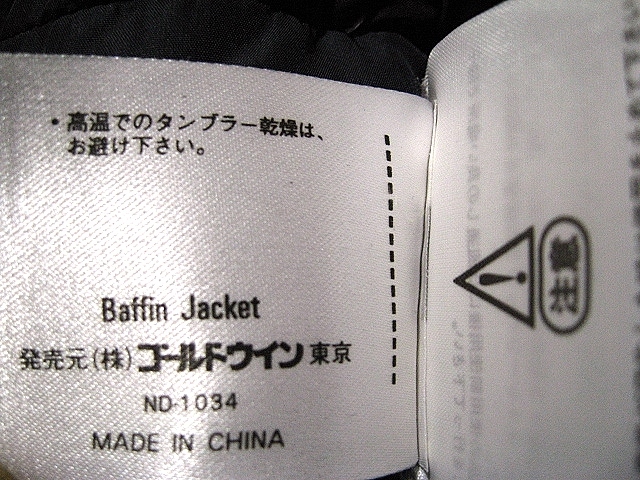 ・高温でのタンブラー乾燥は、
お避け下さい。
Baffin Jacket
発売元(株)ゴールドウイン東京
ND-1034
MADE IN CHINA
注意